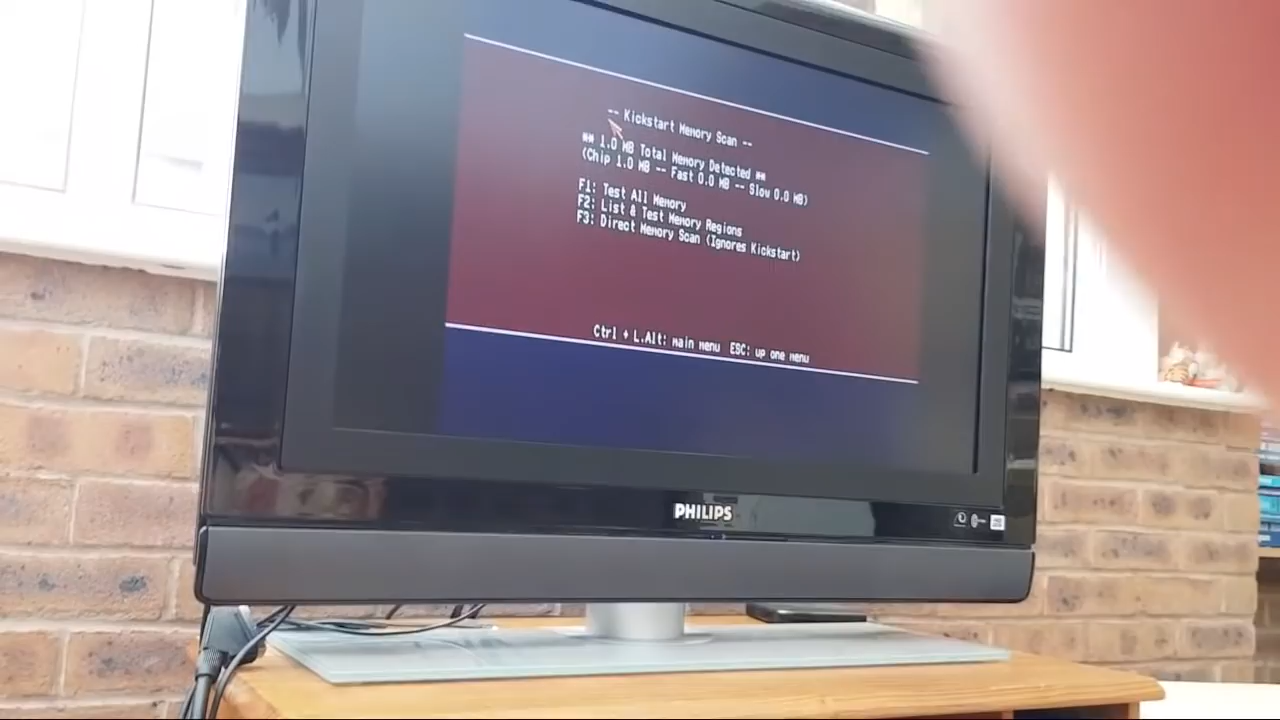 -- Kickstart Memory Scan --
** 1.0 MB Total Memory Detected **
(Chip 1.0 MB -- Fast 0.0 MB -- Slow 0.0 MB)
F1: Test All Memory
F2: List & Test Memory Regions
F3: Direct Memory Scan (Ignores Kickstart)
Ctrl + L.Alt: main menu  ESC: up one menu
PHILIPS